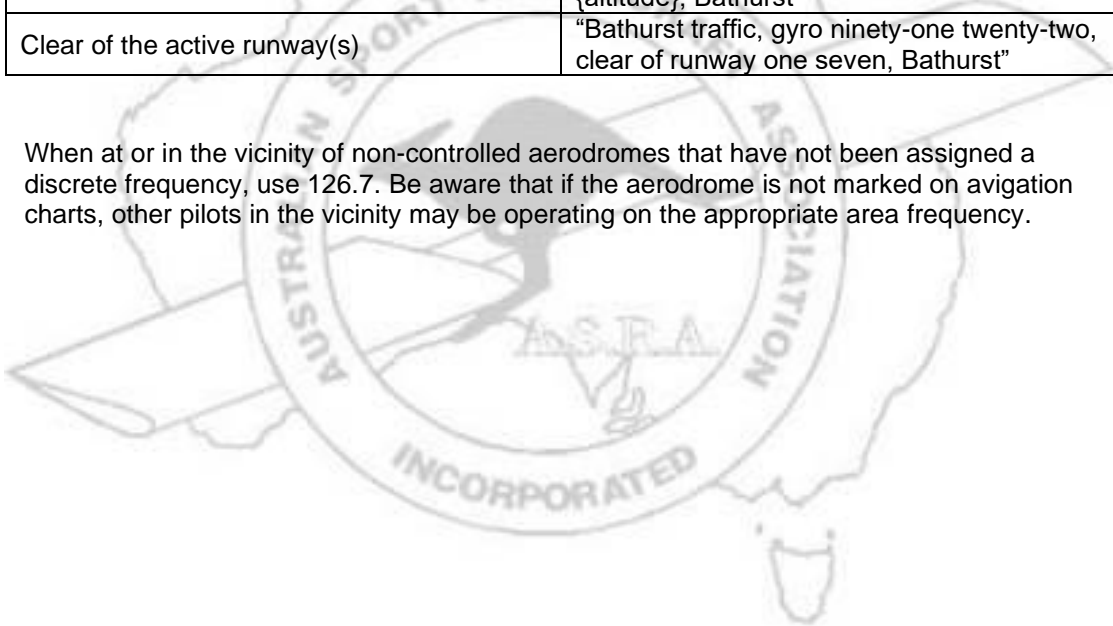 {altitude}, Bathurst”
Clear of the active runway(s)
“Bathurst traffic, gyro ninety-one twenty-two,
clear of runway one seven, Bathurst”
When at or in the vicinity of non-controlled aerodromes that have not been assigned a
discrete frequency, use 126.7. Be aware that if the aerodrome is not marked on avigation
charts, other pilots in the vicinity may be operating on the appropriate area frequency.
AUSTRALIAN SPORT ASSOCIATION
A.S.R.A.
INCORPORATED